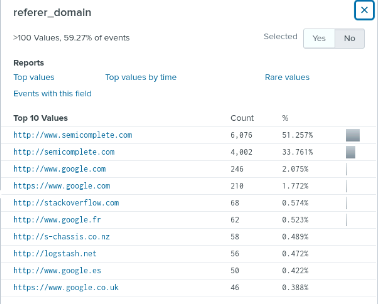 referer_domain
>100 Values, 59.27% of events
Selected Yes No
Reports
Top values Top values by time Rare values
Events with this field
Top 10 Values Count %
http://www.semicomplete.com 6,076 51.257%
http://semicomplete.com 4,002 33.761%
http://www.google.com 246 2.075%
https://www.google.com 210 1.772%
http://stackoverflow.com 68 0.574%
http://www.google.fr 62 0.523%
http://s-chassis.co.nz 58 0.489%
http://logstash.net 56 0.472%
http://www.google.es 50 0.422%
https://www.google.co.uk 46 0.388%